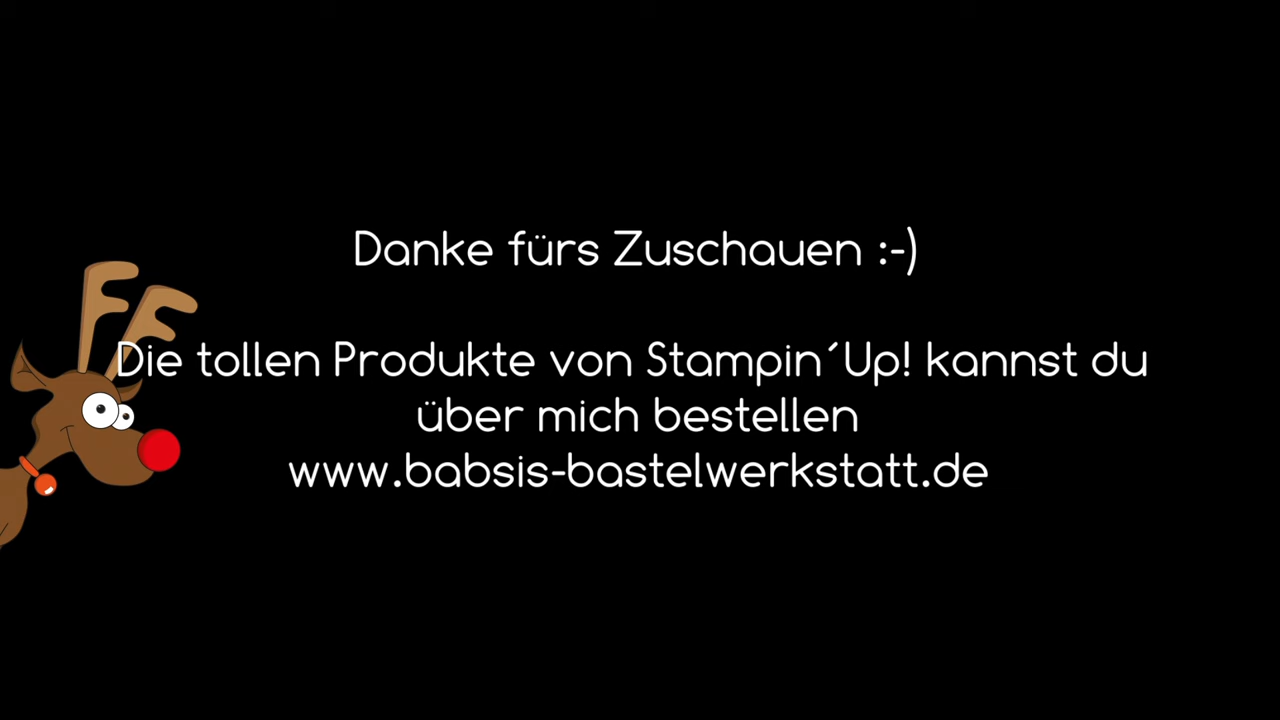 Danke fürs Zuschauen :-)
Die tollen Produkte von Stampin´Up! kannst du
über mich bestellen
www.babsis-bastelwerkstatt.de